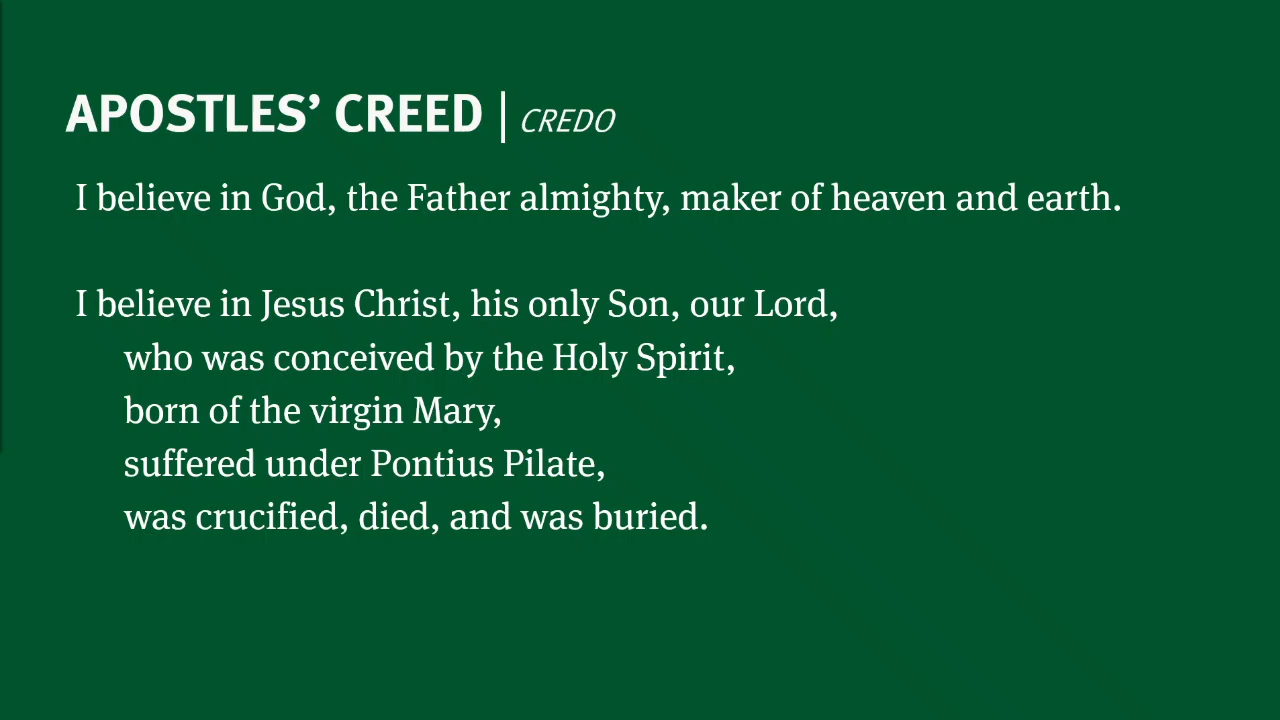 APOSTLES’ CREED | CREDO
I believe in God, the Father almighty, maker of heaven and earth.
I believe in Jesus Christ, his only Son, our Lord,
who was conceived by the Holy Spirit,
born of the virgin Mary,
suffered under Pontius Pilate,
was crucified, died, and was buried.